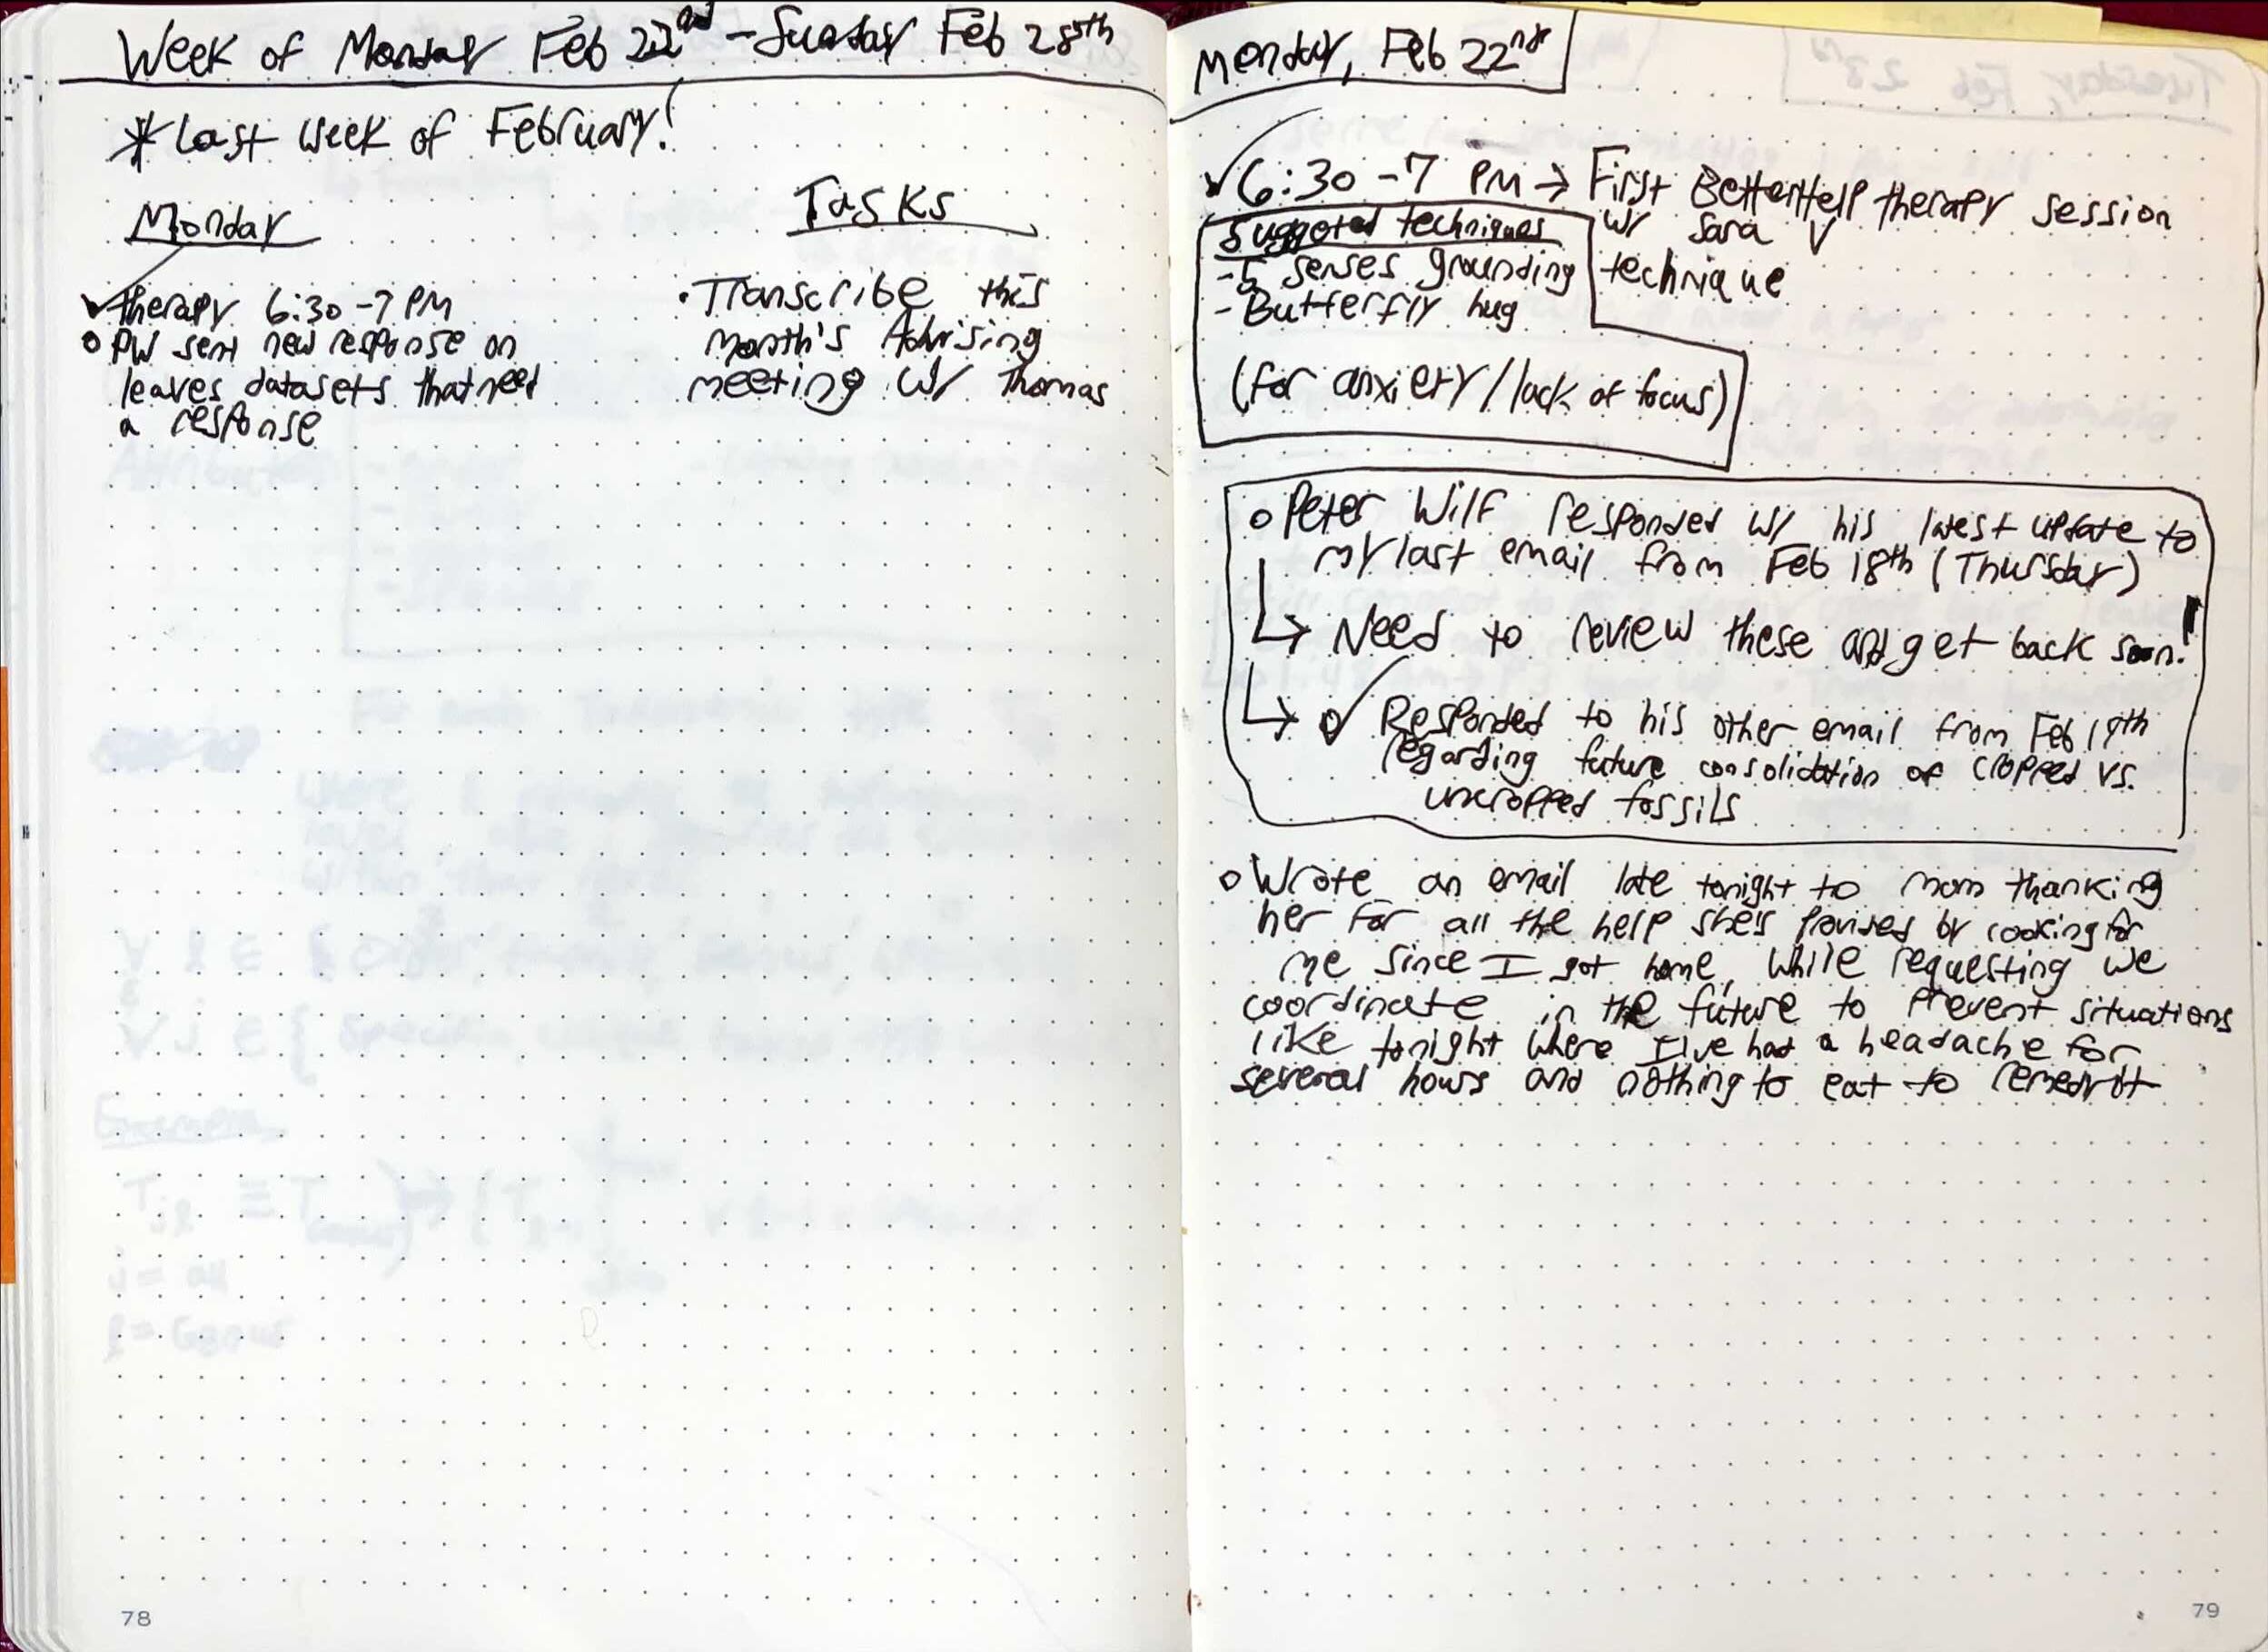 Week of Monday Feb 22nd - Sunday Feb 28th
*Last week of February!
Monday
✓ therapy 6:30-7 PM
o PW sent new response on
leaves datasets that need
a response
Tasks
• Transcribe this
month's Advising
meeting w/ Thomas
78
Monday, Feb 22nd
✓ 6:30-7 PM → First BetterHelp therapy session
w/ Sara V
Suggested techniques
- 5 senses grounding technique
- Butterfly hug
(for anxiety/lack of focus)
o Peter Wilf responded w/ his latest update to
my last email from Feb 18th (Thursday)
↳ Need to review these and get back soon!
↳ o✓ Responded to his other email from Feb 19th
regarding future consolidation of cropped vs.
uncropped fossils
o Wrote an email late tonight to mom thanking
her for all the help she's provided by cooking for
me since I got home, while requesting we
coordinate in the future to prevent situations
like tonight where I've had a headache for
several hours and nothing to eat to remedy it
79